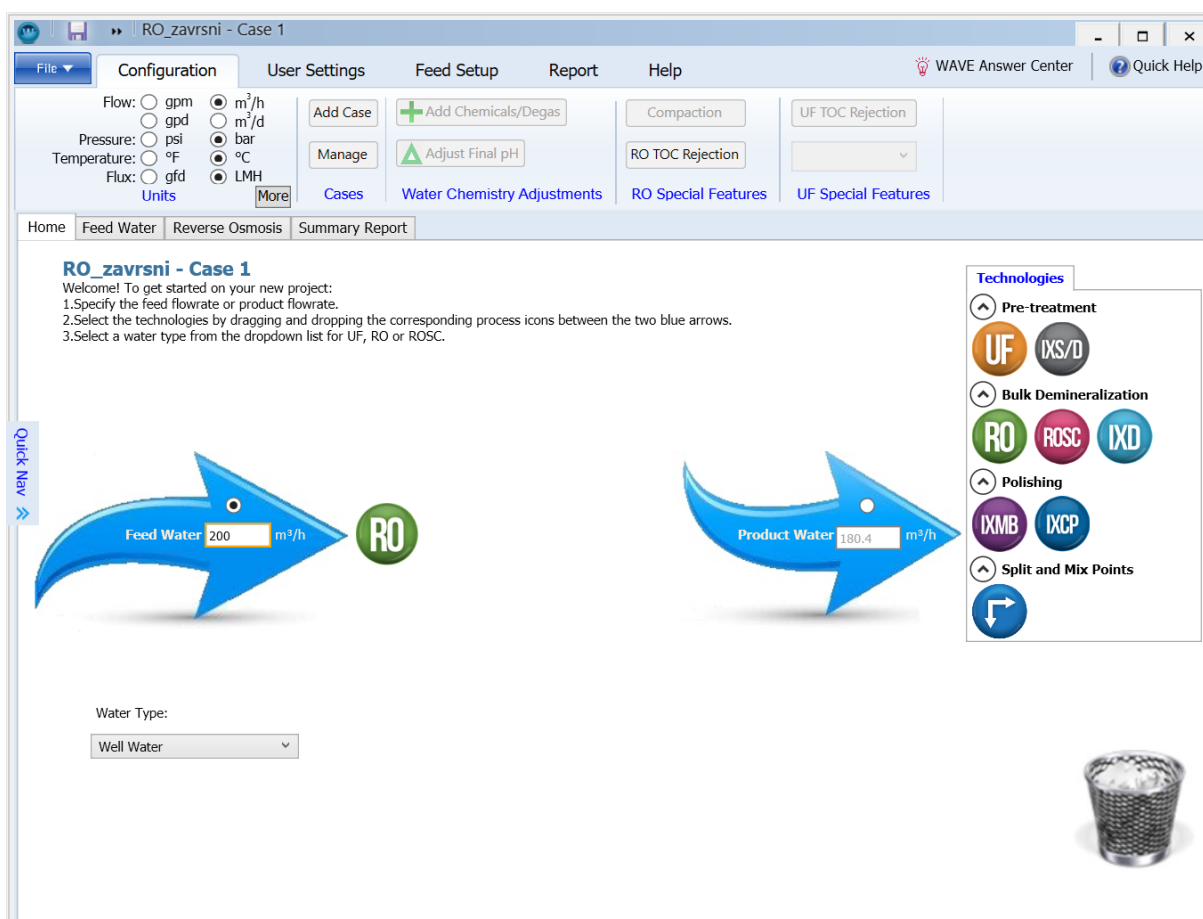 RO_zavrsni - Case 1
File Configuration User Settings Feed Setup Report Help WAVE Answer Center Quick Help
Flow: gpm m³/h
gpd m³/d
Pressure: psi bar
Temperature: °F °C
Flux: gfd LMH
Units More
Add Case
Manage
Cases
Add Chemicals/Degas
Adjust Final pH
Water Chemistry Adjustments
Compaction
RO TOC Rejection
RO Special Features
UF TOC Rejection
UF Special Features
Home Feed Water Reverse Osmosis Summary Report
RO_zavrsni - Case 1
Welcome! To get started on your new project:
1.Specify the feed flowrate or product flowrate.
2.Select the technologies by dragging and dropping the corresponding process icons between the two blue arrows.
3.Select a water type from the dropdown list for UF, RO or ROSC.
Quick Nav
Feed Water 200 m³/h
RO
Product Water 180.4 m³/h
Technologies
Pre-treatment
UF IXS/D
Bulk Demineralization
RO ROSC IXD
Polishing
IXMB IXCP
Split and Mix Points
Water Type:
Well Water